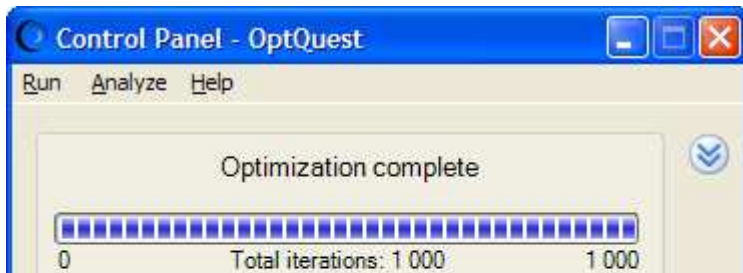 Control Panel - OptQuest
Run Analyze Help
Optimization complete
0 Total iterations: 1 000 1 000